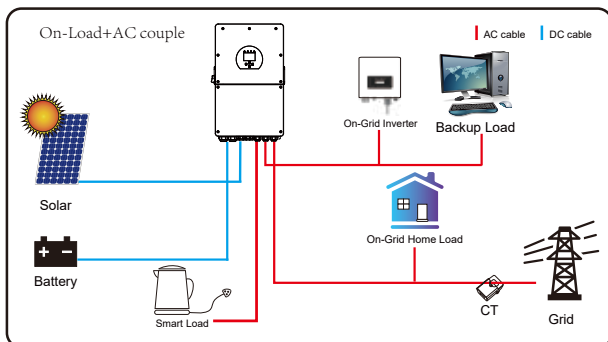 On-Load+AC couple
AC cable
DC cable
On-Grid Inverter
Backup Load
Solar
On-Grid Home Load
Battery
Smart Load
CT
Grid